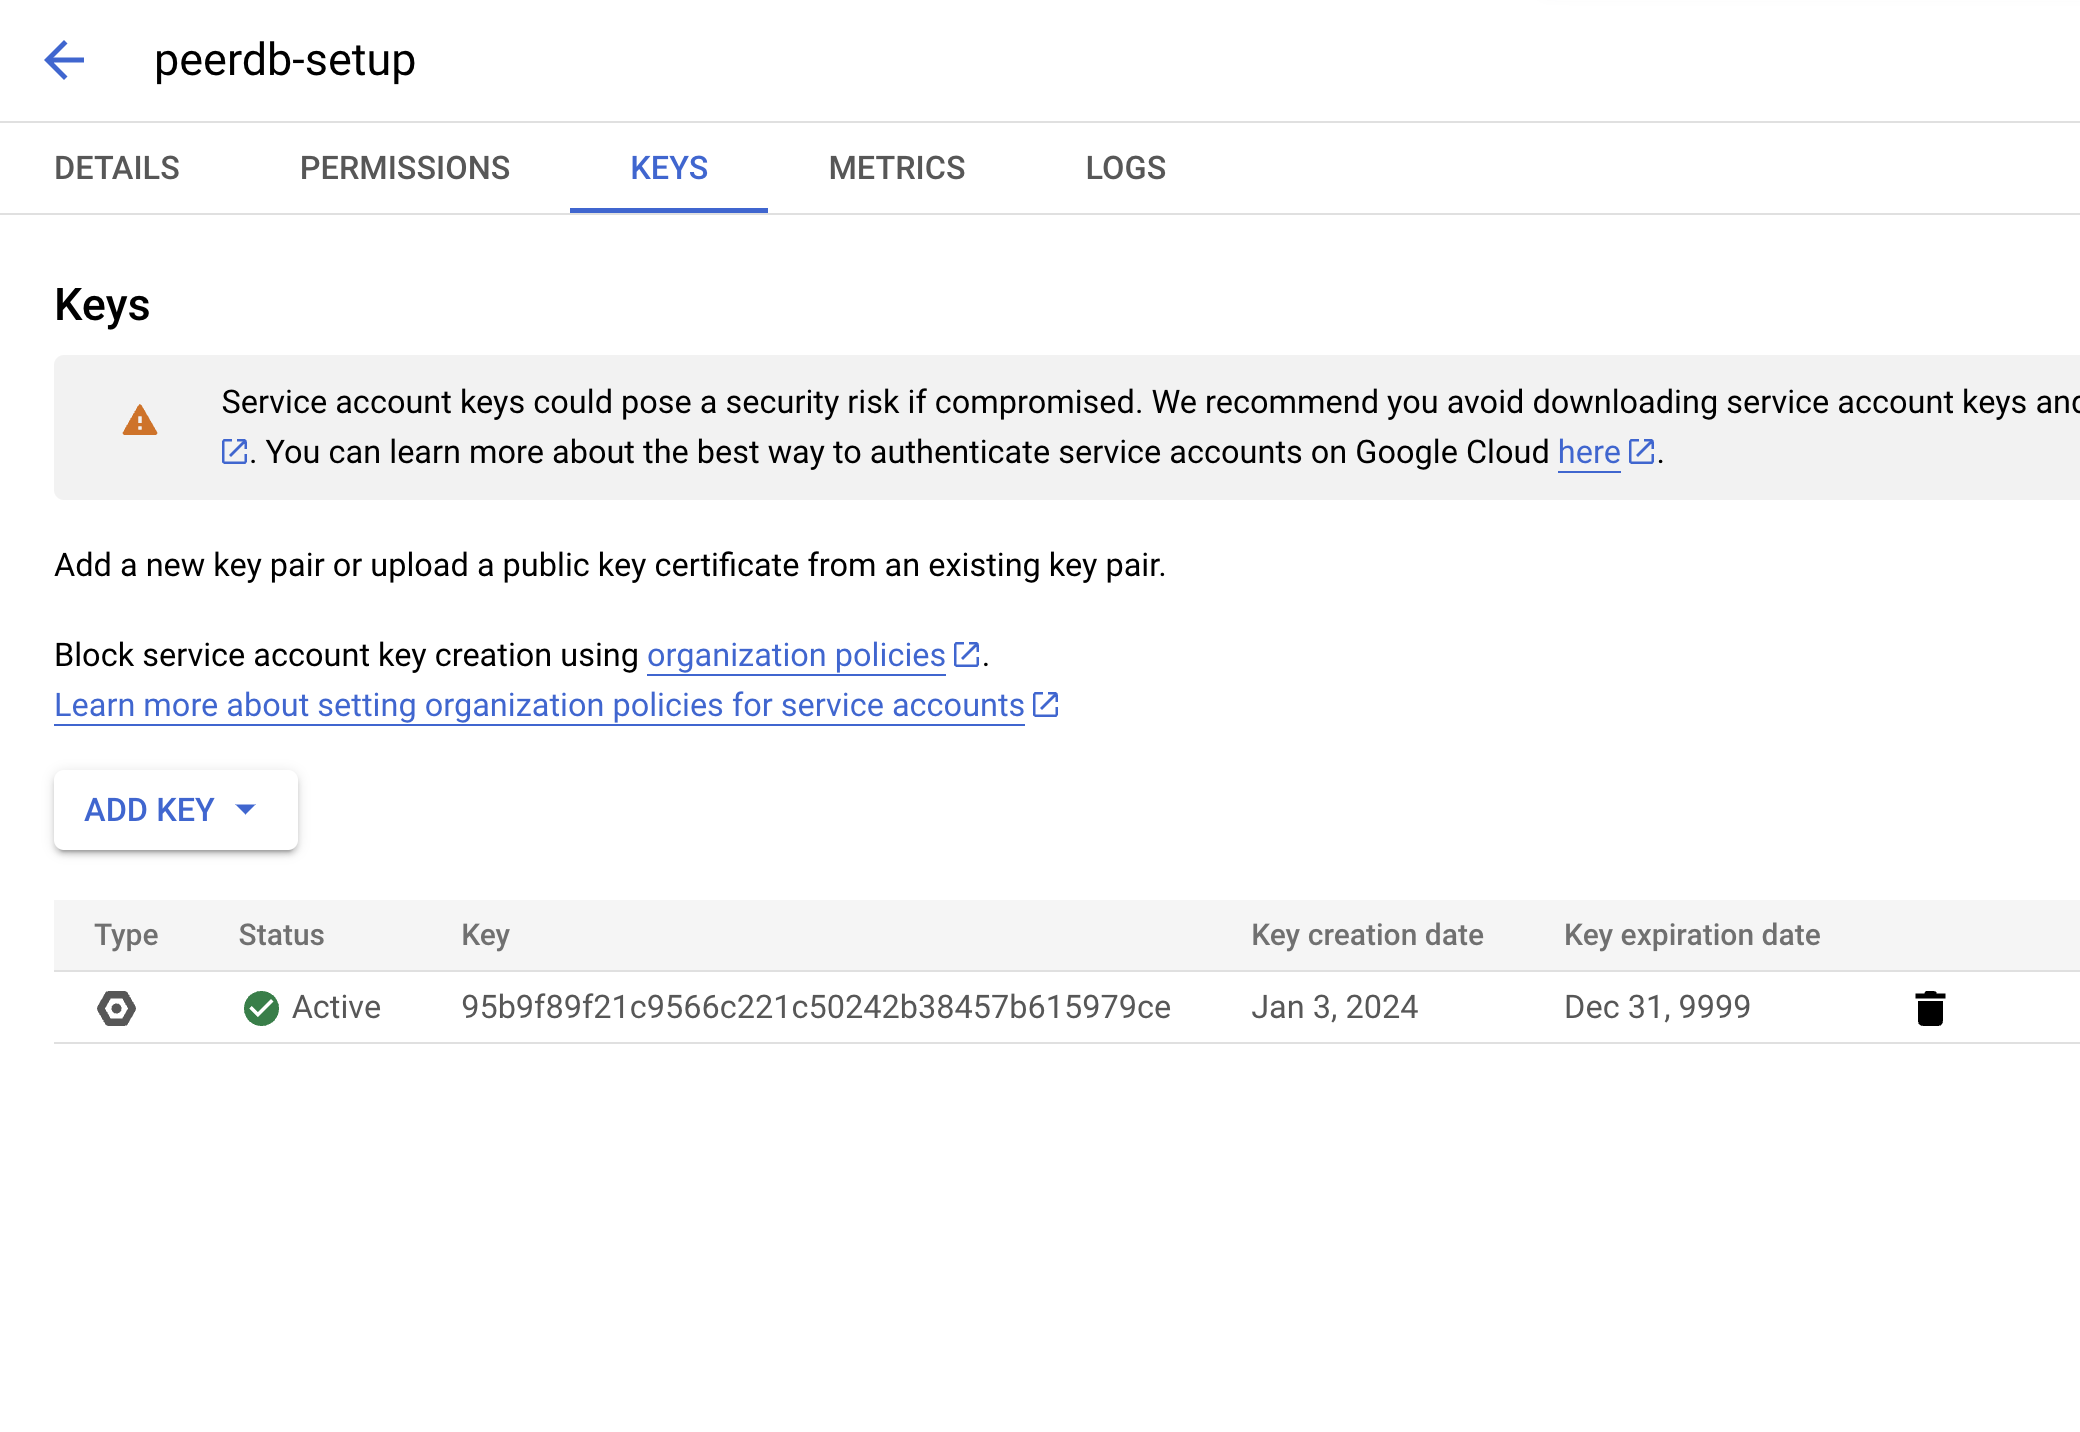 peerdb-setup
DETAILS PERMISSIONS KEYS METRICS LOGS
Keys
Service account keys could pose a security risk if compromised. We recommend you avoid downloading service account keys and
. You can learn more about the best way to authenticate service accounts on Google Cloud here .
Add a new key pair or upload a public key certificate from an existing key pair.
Block service account key creation using organization policies .
Learn more about setting organization policies for service accounts
ADD KEY
Type Status Key Key creation date Key expiration date
Active 95b9f89f21c9566c221c50242b38457b615979ce Jan 3, 2024 Dec 31, 9999